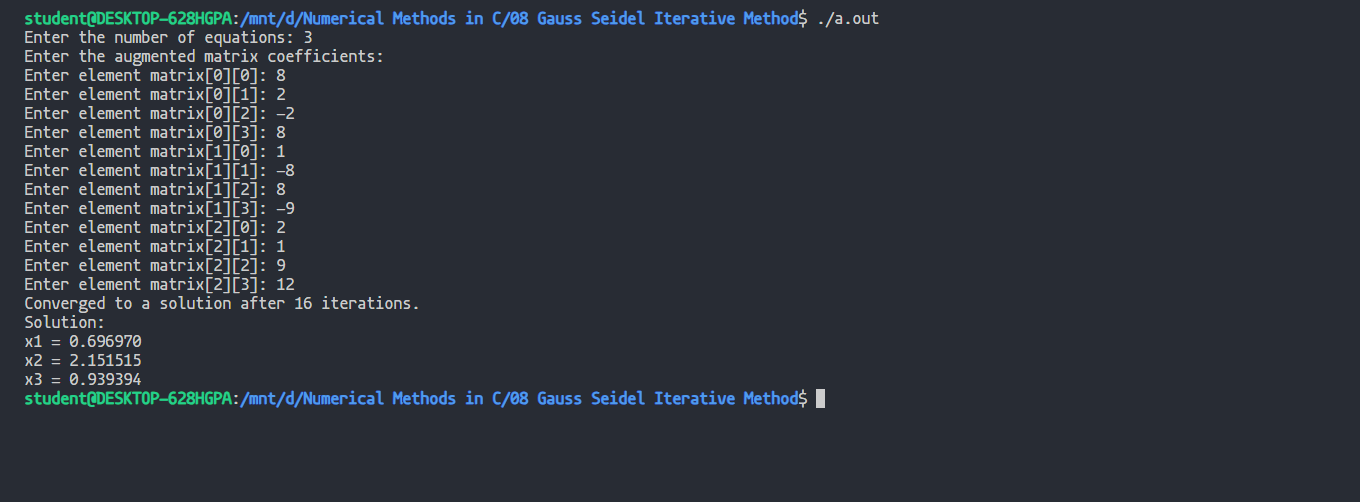 student@DESKTOP-628HGPA:/mnt/d/Numerical Methods in C/08 Gauss Seidel Iterative Method$ ./a.out
Enter the number of equations: 3
Enter the augmented matrix coefficients:
Enter element matrix[0][0]: 8
Enter element matrix[0][1]: 2
Enter element matrix[0][2]: -2
Enter element matrix[0][3]: 8
Enter element matrix[1][0]: 1
Enter element matrix[1][1]: -8
Enter element matrix[1][2]: 8
Enter element matrix[1][3]: -9
Enter element matrix[2][0]: 2
Enter element matrix[2][1]: 1
Enter element matrix[2][2]: 9
Enter element matrix[2][3]: 12
Converged to a solution after 16 iterations.
Solution:
x1 = 0.696970
x2 = 2.151515
x3 = 0.939394
student@DESKTOP-628HGPA:/mnt/d/Numerical Methods in C/08 Gauss Seidel Iterative Method$